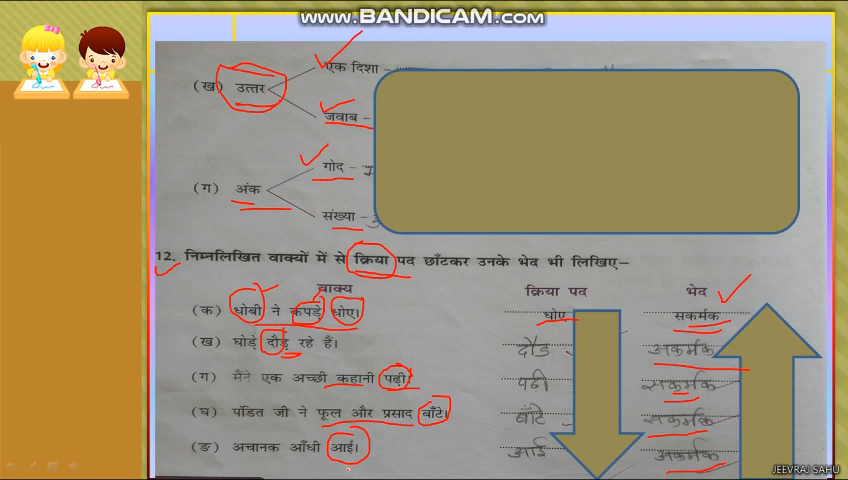 www.BANDICAM.com
एक दिशा -
(ख) उत्तर
जवाब -
गोद -
(ग) अंक
संख्या -
12. निम्नलिखित वाक्यों में से क्रिया पद छाँटकर उनके भेद भी लिखिए-
वाक्य क्रिया पद भेद
(क) धोबी ने कपड़े धोए। धोए सकर्मक
(ख) घोड़े दौड़ रहे हैं। दौड अकर्मक
(ग) मैंने एक अच्छी कहानी पढ़ी। पढी सकर्मक
(घ) पंडित जी ने फूल और प्रसाद बाँटे। बाँटे सकर्मक
(ङ) अचानक आँधी आई। आई अकर्मक
JEEVRAJ SAHU